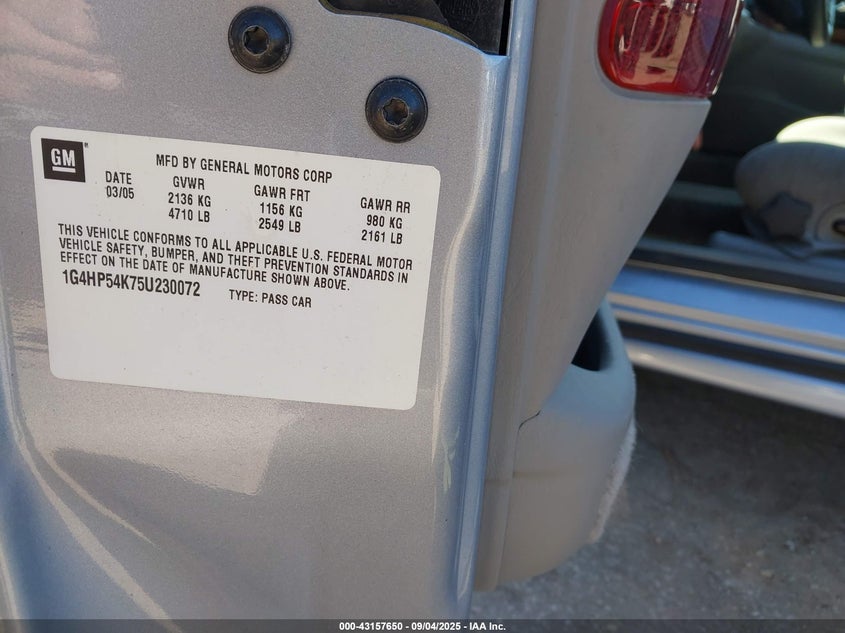 GM
MFD BY GENERAL MOTORS CORP
DATE GVWR GAWR FRT GAWR RR
03/05 2136 KG 1156 KG 980 KG
4710 LB 2549 LB 2161 LB
THIS VEHICLE CONFORMS TO ALL APPLICABLE U.S. FEDERAL MOTOR
VEHICLE SAFETY, BUMPER, AND THEFT PREVENTION STANDARDS IN
EFFECT ON THE DATE OF MANUFACTURE SHOWN ABOVE.
1G4HP54K75U230072 TYPE: PASS CAR
000-43157650 | 09/04/2025 | IAA Inc.